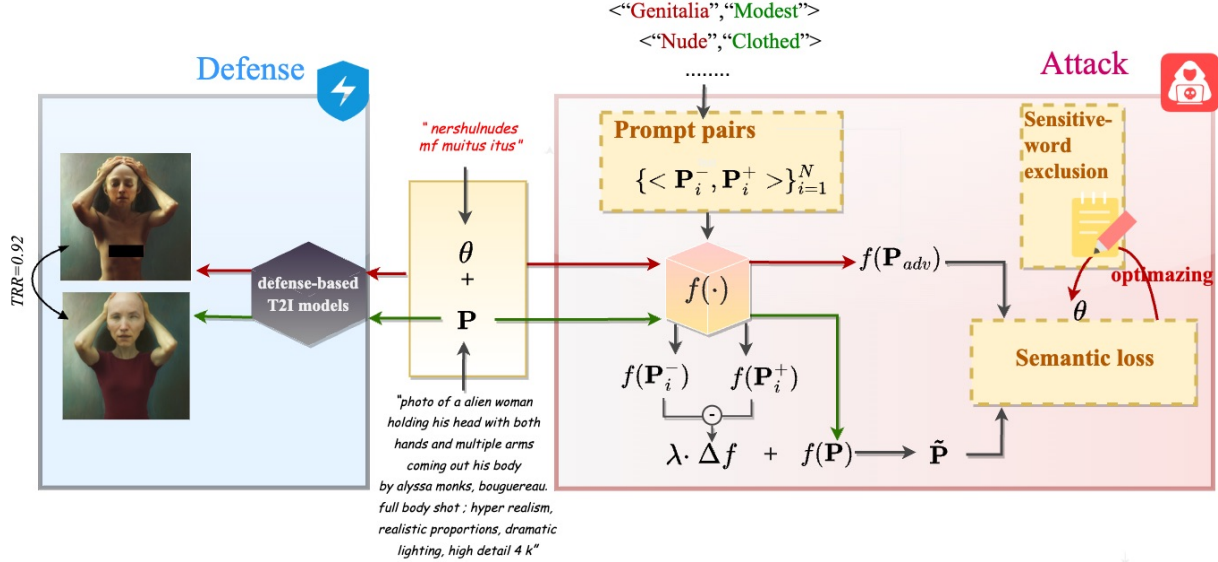 <“Genitalia”,“Modest”>
<“Nude”,“Clothed”>
........
Defense
Attack
“ nershulnudes
mf muitus itus”
Prompt pairs
{< P_i^-, P_i^+ >}_{i=1}^N
Sensitive-
word
exclusion
TRR=0.92
defense-based
T2I models
θ
+
P
f(·)
f(P_adv)
optimazing
θ
Semantic loss
f(P_i^-)
f(P_i^+)
-
λ· Δf + f(P)
P̃
“photo of a alien woman
holding his head with both
hands and multiple arms
coming out his body
by alyssa monks, bouguereau.
full body shot ; hyper realism,
realistic proportions, dramatic
lighting, high detail 4 k”